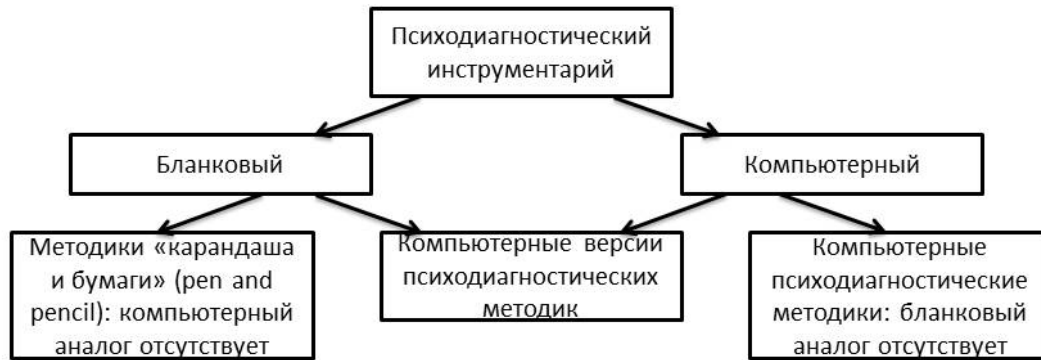 Психодиагностический
инструментарий
Бланковый
Компьютерный
Методики «карандаша
и бумаги» (pen and
pencil): компьютерный
аналог отсутствует
Компьютерные версии
психодиагностических
методик
Компьютерные
психодиагностические
методики: бланковый
аналог отсутствует